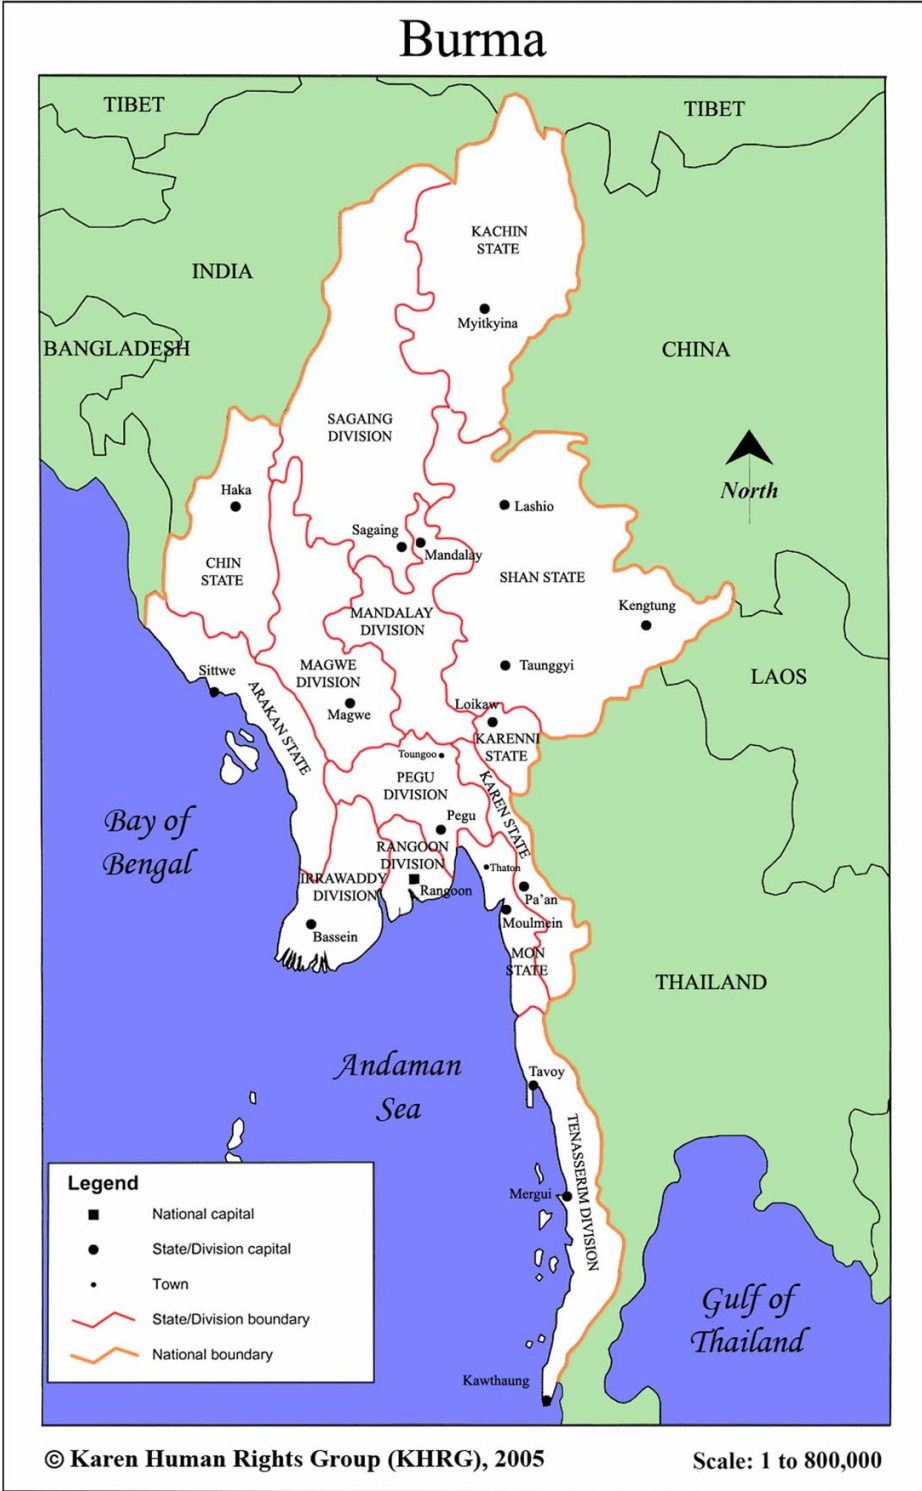 Burma
TIBET
TIBET
KACHIN
STATE
INDIA
Myitkyina
BANGLADESH
CHINA
SAGAING
DIVISION
North
Haka
Lashio
Sagaing
Mandalay
CHIN
STATE
SHAN STATE
Kengtung
MANDALAY
DIVISION
Sittwe
MAGWE
DIVISION
Taunggyi
LAOS
Magwe
Loikaw
ARAKAN STATE
KARENNI
STATE
Toungoo
PEGU
DIVISION
KAREN STATE
Bay of
Bengal
Pegu
RANGOON
DIVISION
Thaton
IRRAWADDY
DIVISION
Rangoon
Pa'an
Moulmein
Bassein
MON
STATE
THAILAND
Andaman
Sea
Tavoy
TENASSERIM DIVISION
Mergui
Legend
National capital
State/Division capital
Town
State/Division boundary
National boundary
Gulf of
Thailand
Kawthaung
© Karen Human Rights Group (KHRG), 2005
Scale: 1 to 800,000